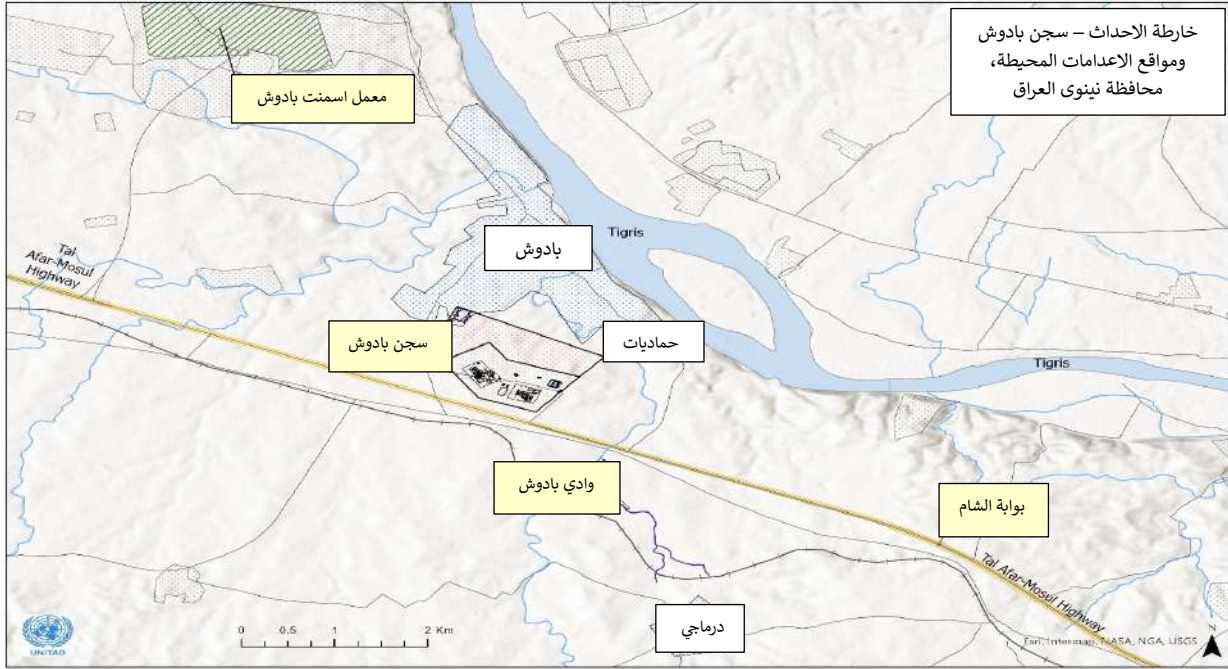 خارطة الاحداث – سجن بادوش
ومواقع الاعدامات المحيطة،
محافظة نينوى العراق
معمل اسمنت بادوش
Tigris
بادوش
Tal
Afar-Mosul
Highway
سجن بادوش
حماديات
Tigris
وادي بادوش
بوابة الشام
Tal Afar-Mosul Highway
درماجي
0 0.5 1 2 Km
UNITAD
Esri, Intermap, NASA, NGA, USGS